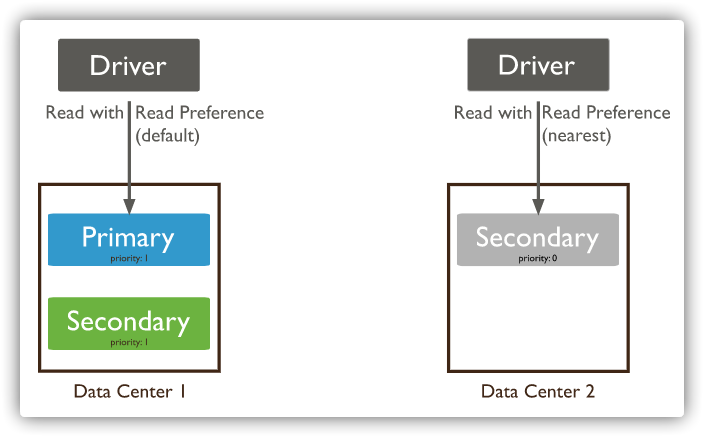 Driver
Read with Read Preference
(default)
Primary
priority: 1
Secondary
priority: 1
Data Center 1
Driver
Read with Read Preference
(nearest)
Secondary
priority: 0
Data Center 2